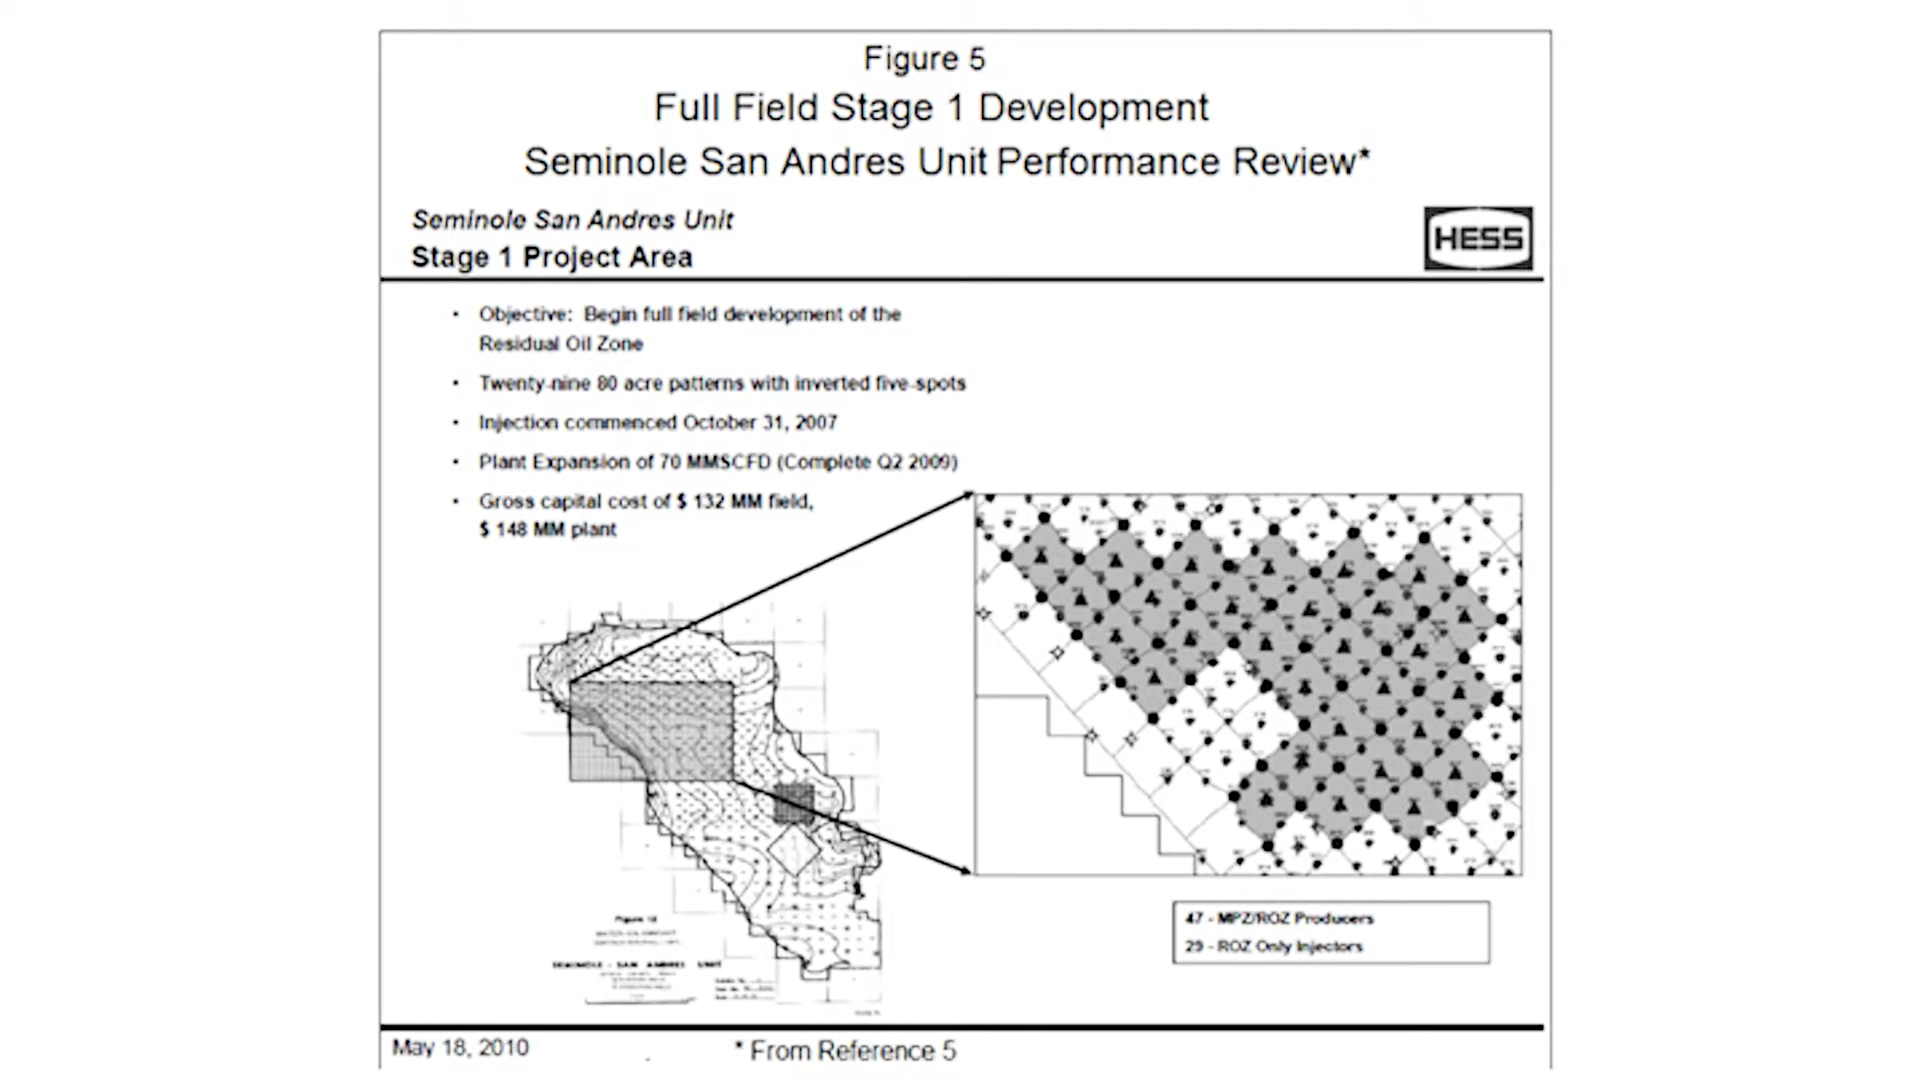 Figure 5
Full Field Stage 1 Development
Seminole San Andres Unit Performance Review*
Seminole San Andres Unit
Stage 1 Project Area
HESS
• Objective: Begin full field development of the
Residual Oil Zone
• Twenty-nine 80 acre patterns with inverted five-spots
• Injection commenced October 31, 2007
• Plant Expansion of 70 MMSCFD (Complete Q2 2009)
• Gross capital cost of $ 132 MM field,
$ 148 MM plant
SEMINOLE - SAN ANDRES UNIT
47 - MPZ/ROZ Producers
29 - ROZ Only Injectors
May 18, 2010
* From Reference 5